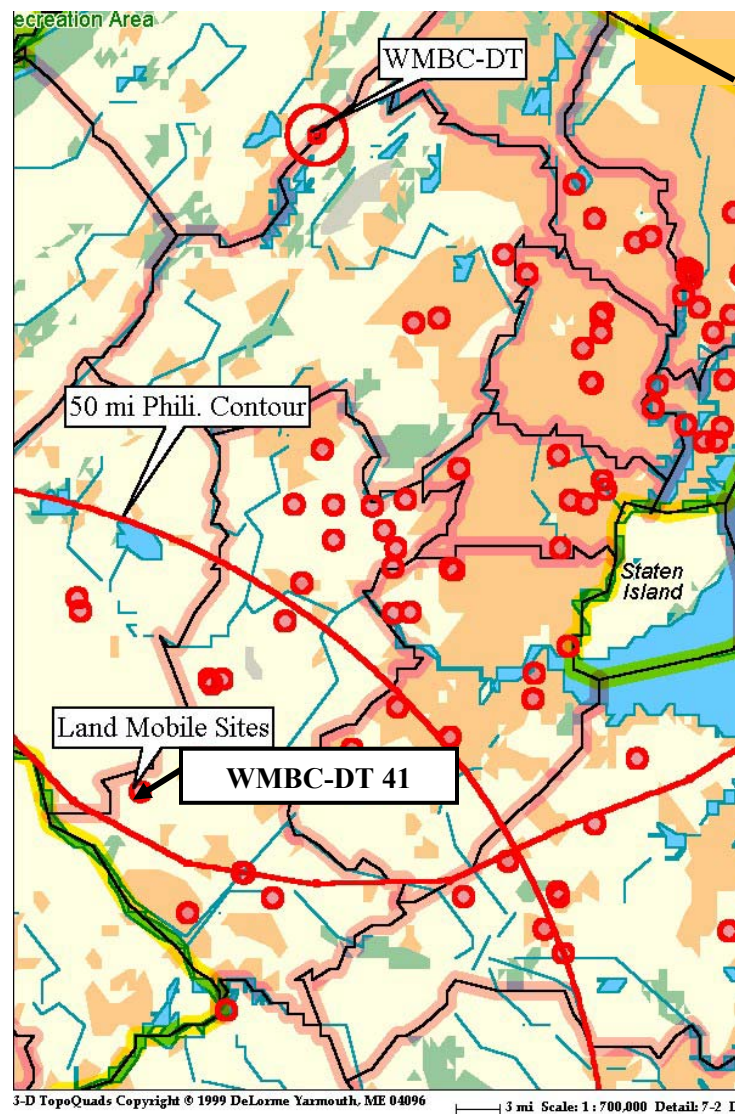 ecreation Area
WMBC-DT
50 mi Phili. Contour
Staten
Island
Land Mobile Sites
WMBC-DT 41
3-D TopoQuads Copyright © 1999 DeLorme Yarmouth, ME 04096
3 mi Scale: 1 : 700,000 Detail: 7-2 D